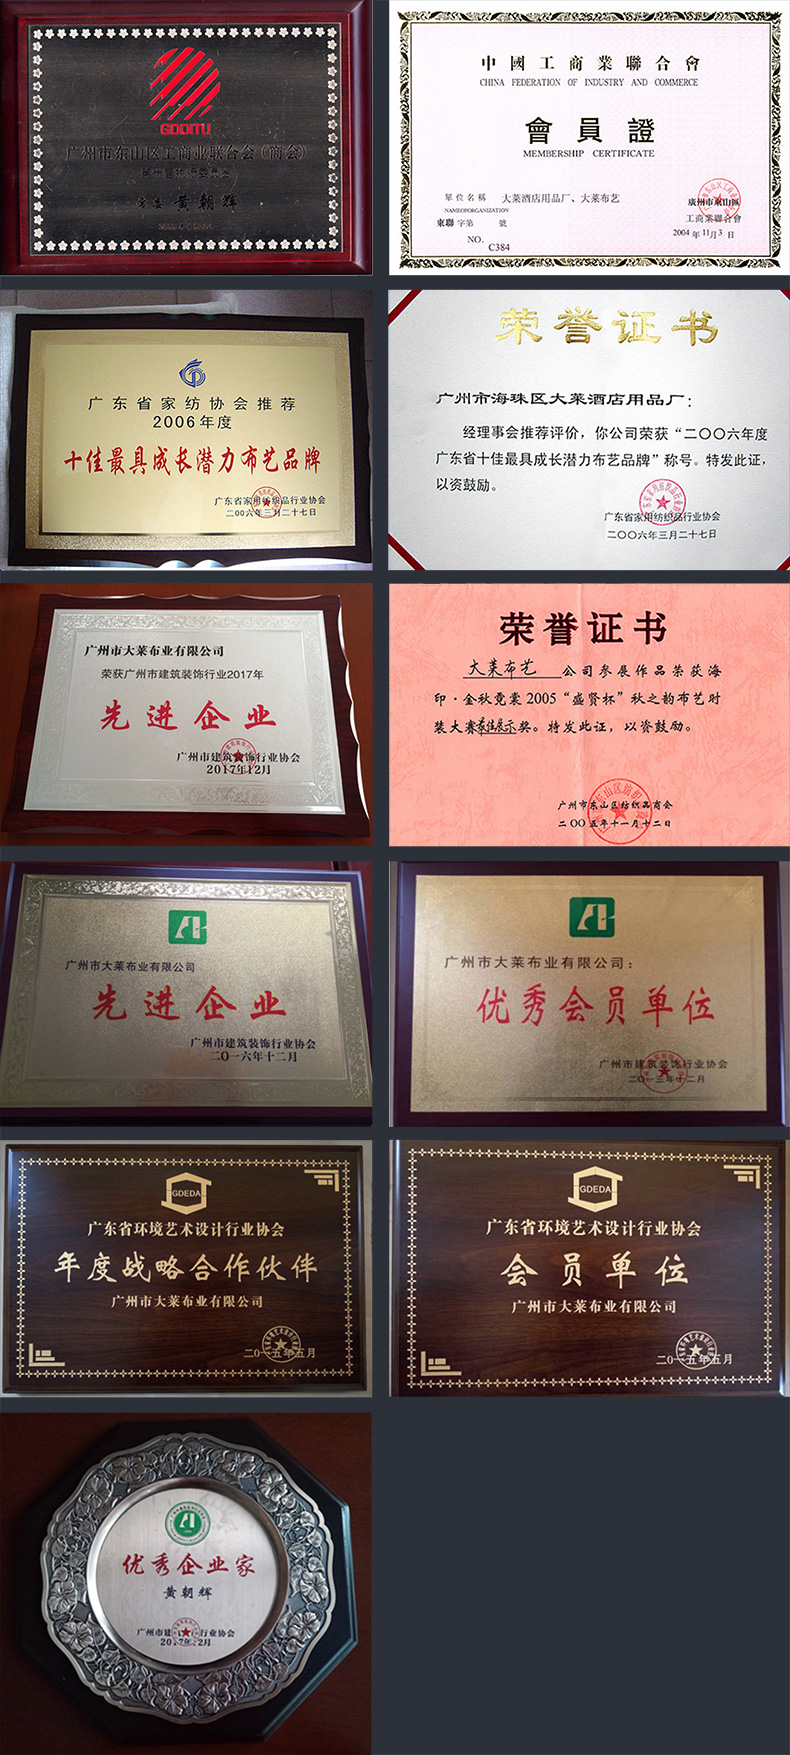 GDDITU
广州市东山区工商业联合会(商会)
常委 黄朝辉
中國工商業聯合會
CHINA FEDERATION OF INDUSTRY AND COMMERCE
會員證
MEMBERSHIP CERTIFICATE
單位名稱 大莱酒店用品厂、大莱布艺
NAMEOFORGANIZATION
東聯字第 號
NO. C384
廣州市東山區
工商業聯合會
2004 年 11月 3 日
广东省家纺协会推荐
2006年度
十佳最具成长潜力布艺品牌
广东省家用纺织品行业协会
二00六年三月二十七日
荣誉证书
广州市海珠区大莱酒店用品厂:
经理事会推荐评价，你公司荣获“二〇〇六年度
广东省十佳最具成长潜力布艺品牌”称号。特发此证，
以资鼓励。
广东省家用纺织品行业协会
二〇〇六年三月二十七日
广州市大莱布业有限公司
荣获广州市建筑装饰行业2017年
先进企业
广州市建筑装饰行业协会
2017年12月
荣誉证书
大莱布艺 公司参展作品荣获海
印·金秋霓裳2005“盛贤杯”秋之韵布艺时
装大赛最佳展示奖。特发此证，以资鼓励。
广州市东山区纺织品商会
二〇〇五年十一月十二日
广州市大莱布业有限公司
先进企业
广州市建筑装饰行业协会
二〇一六年十二月
广州市大莱布业有限公司:
优秀会员单位
广州市建筑装饰行业协会
二〇一三年十二月
GDEDA
广东省环境艺术设计行业协会
年度战略合作伙伴
广州市大莱布业有限公司
二〇一五年五月
GDEDA
广东省环境艺术设计行业协会
会员单位
广州市大莱布业有限公司
二〇一五年五月
优秀企业家
黄朝辉
广州市建筑装饰行业协会